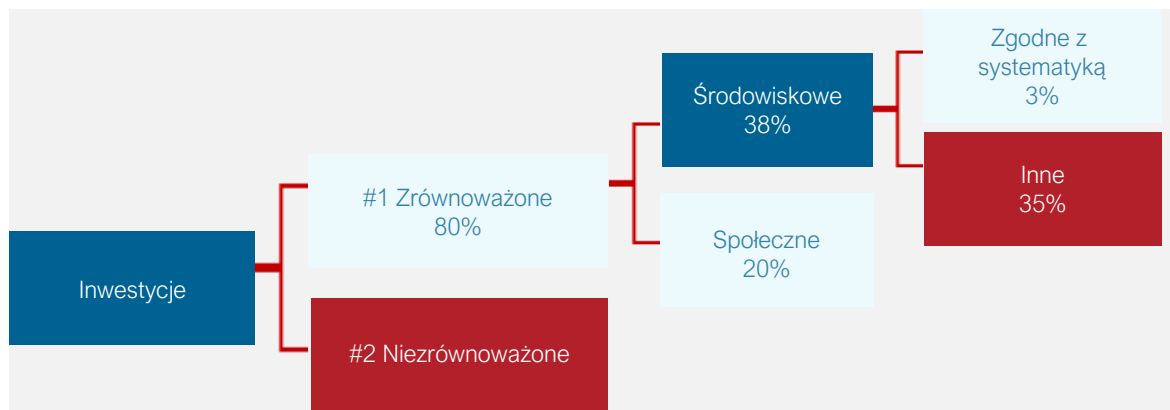 Inwestycje
#1 Zrównoważone
80%
#2 Niezrównoważone
Środowiskowe
38%
Społeczne
20%
Zgodne z
systematyką
3%
Inne
35%